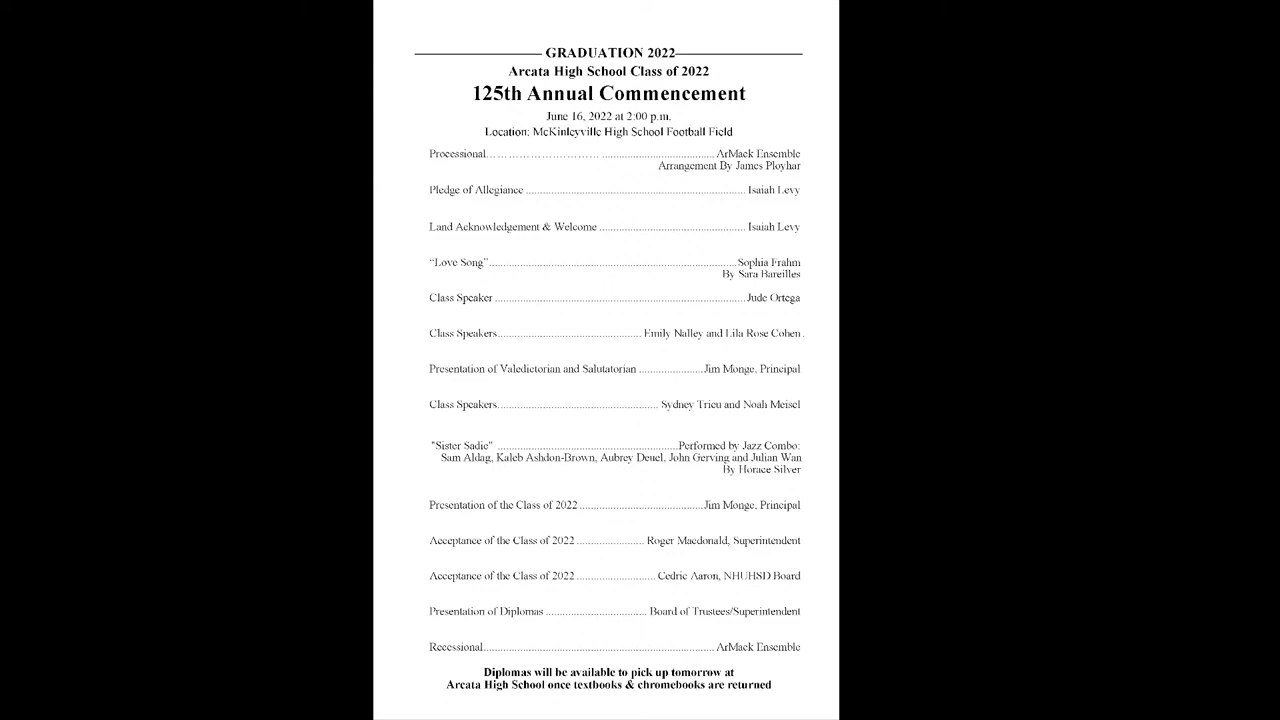 GRADUATION 2022
Arcata High School Class of 2022
125th Annual Commencement
June 16, 2022 at 2:00 p.m.
Location: McKinleyville High School Football Field
Processional.................................................................. ArMack Ensemble
Arrangement By James Ployhar
Pledge of Allegiance ............................................................................... Isaiah Levy
Land Acknowledgement & Welcome .................................................... Isaiah Levy
“Love Song”.........................................................................................Sophia Frahm
By Sara Bareilles
Class Speaker ..........................................................................................Jude Ortega
Class Speakers.................................................... Emily Nalley and Lila Rose Cohen.
Presentation of Valedictorian and Salutatorian .......................Jim Monge, Principal
Class Speakers.......................................................... Sydney Trieu and Noah Meisel
"Sister Sadie" .................................................................Performed by Jazz Combo:
Sam Aldag, Kaleb Ashdon-Brown, Aubrey Deuel, John Gerving and Julian Wan
By Horace Silver
Presentation of the Class of 2022 ............................................Jim Monge, Principal
Acceptance of the Class of 2022 ........................ Roger Macdonald, Superintendent
Acceptance of the Class of 2022 ............................ Cedric Aaron, NHUHSD Board
Presentation of Diplomas .................................... Board of Trustees/Superintendent
Recessional................................................................................... ArMack Ensemble
Diplomas will be available to pick up tomorrow at
Arcata High School once textbooks & chromebooks are returned